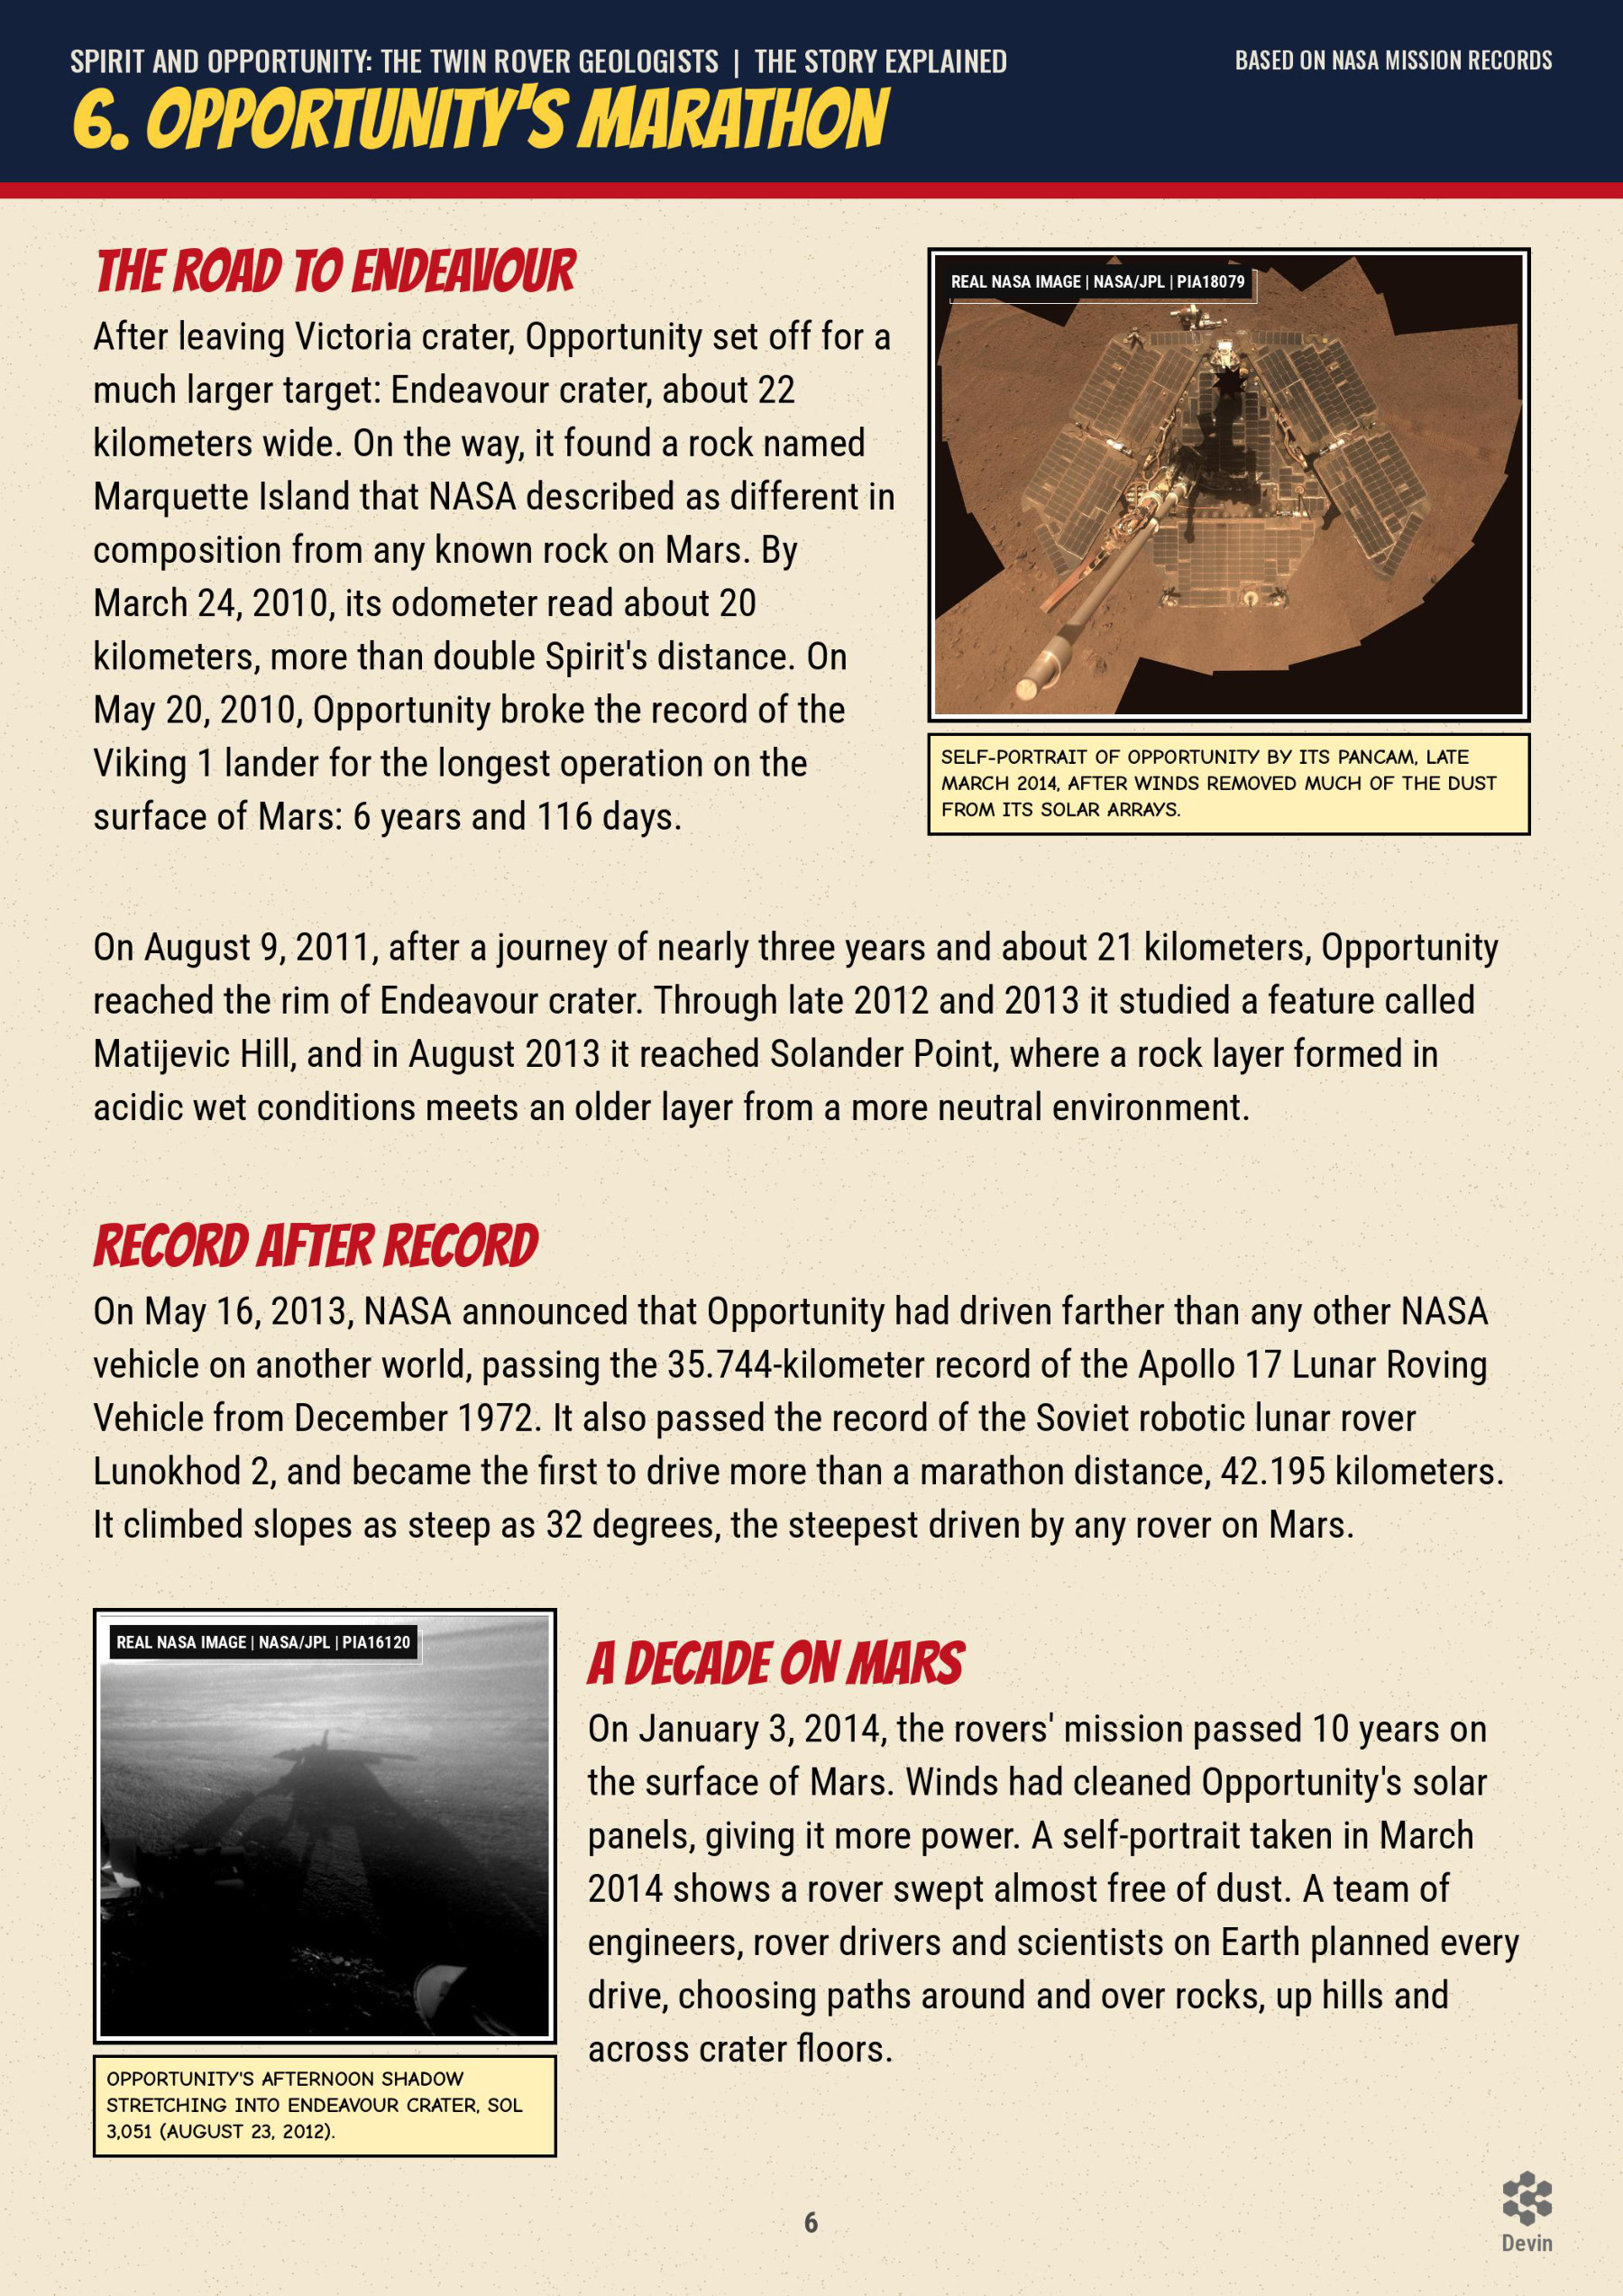 SPIRIT AND OPPORTUNITY: THE TWIN ROVER GEOLOGISTS | THE STORY EXPLAINED
BASED ON NASA MISSION RECORDS
6. OPPORTUNITY'S MARATHON
THE ROAD TO ENDEAVOUR
After leaving Victoria crater, Opportunity set off for a
much larger target: Endeavour crater, about 22
kilometers wide. On the way, it found a rock named
Marquette Island that NASA described as different in
composition from any known rock on Mars. By
March 24, 2010, its odometer read about 20
kilometers, more than double Spirit's distance. On
May 20, 2010, Opportunity broke the record of the
Viking 1 lander for the longest operation on the
surface of Mars: 6 years and 116 days.
REAL NASA IMAGE | NASA/JPL | PIA18079
SELF-PORTRAIT OF OPPORTUNITY BY ITS PANCAM, LATE
MARCH 2014, AFTER WINDS REMOVED MUCH OF THE DUST
FROM ITS SOLAR ARRAYS.
On August 9, 2011, after a journey of nearly three years and about 21 kilometers, Opportunity
reached the rim of Endeavour crater. Through late 2012 and 2013 it studied a feature called
Matijevic Hill, and in August 2013 it reached Solander Point, where a rock layer formed in
acidic wet conditions meets an older layer from a more neutral environment.
RECORD AFTER RECORD
On May 16, 2013, NASA announced that Opportunity had driven farther than any other NASA
vehicle on another world, passing the 35.744-kilometer record of the Apollo 17 Lunar Roving
Vehicle from December 1972. It also passed the record of the Soviet robotic lunar rover
Lunokhod 2, and became the first to drive more than a marathon distance, 42.195 kilometers.
It climbed slopes as steep as 32 degrees, the steepest driven by any rover on Mars.
REAL NASA IMAGE | NASA/JPL | PIA16120
OPPORTUNITY'S AFTERNOON SHADOW
STRETCHING INTO ENDEAVOUR CRATER, SOL
3,051 (AUGUST 23, 2012).
A DECADE ON MARS
On January 3, 2014, the rovers' mission passed 10 years on
the surface of Mars. Winds had cleaned Opportunity's solar
panels, giving it more power. A self-portrait taken in March
2014 shows a rover swept almost free of dust. A team of
engineers, rover drivers and scientists on Earth planned every
drive, choosing paths around and over rocks, up hills and
across crater floors.
6
Devin